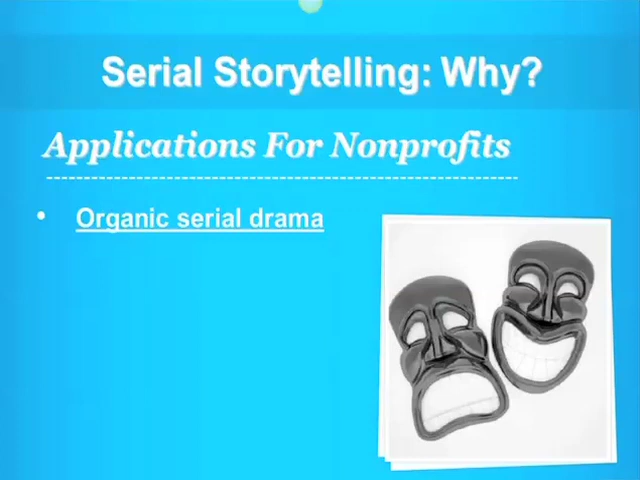 Serial Storytelling: Why?
Applications For Nonprofits
• Organic serial drama